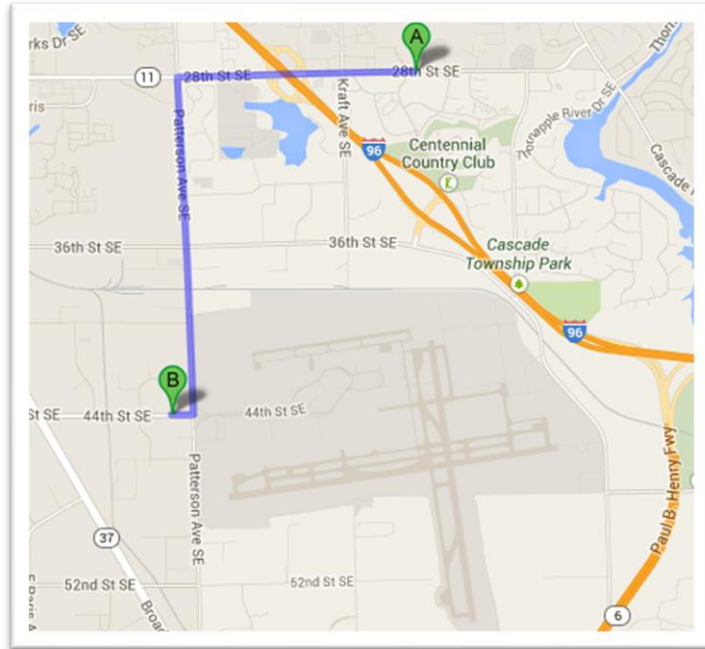 A
rks Dr SE
11
28th St SE
28th St SE
ris
Kraft Ave SE
Patterson Ave SE
96
Centennial
Country Club
Thornapple River Dr SE
Cascade
36th St SE
36th St SE
Cascade
Township Park
96
B
St SE
44th St SE
44th St SE
Patterson Ave SE
Paul B. Henry Fwy
37
52nd St SE
52nd St SE
6